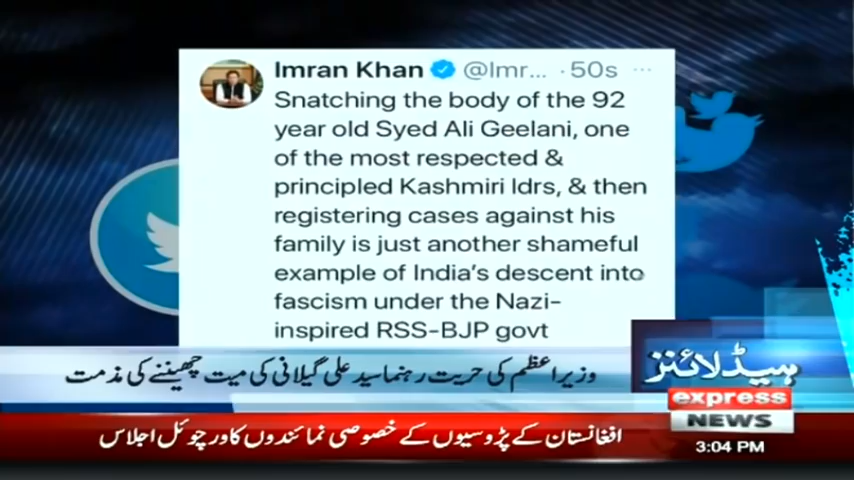 Imran Khan @Imr... · 50s ...
Snatching the body of the 92
year old Syed Ali Geelani, one
of the most respected &
principled Kashmiri ldrs, & then
registering cases against his
family is just another shameful
example of India's descent into
fascism under the Nazi-
inspired RSS-BJP govt
وزیراعظم کی حریت رہنما سید علی گیلانی کی میت چھیننے کی مذمت
ہیڈلائنز
express
NEWS
3:04 PM
افغانستان کے پڑوسیوں کے خصوصی نمائندوں کا ورچوئل اجلاس